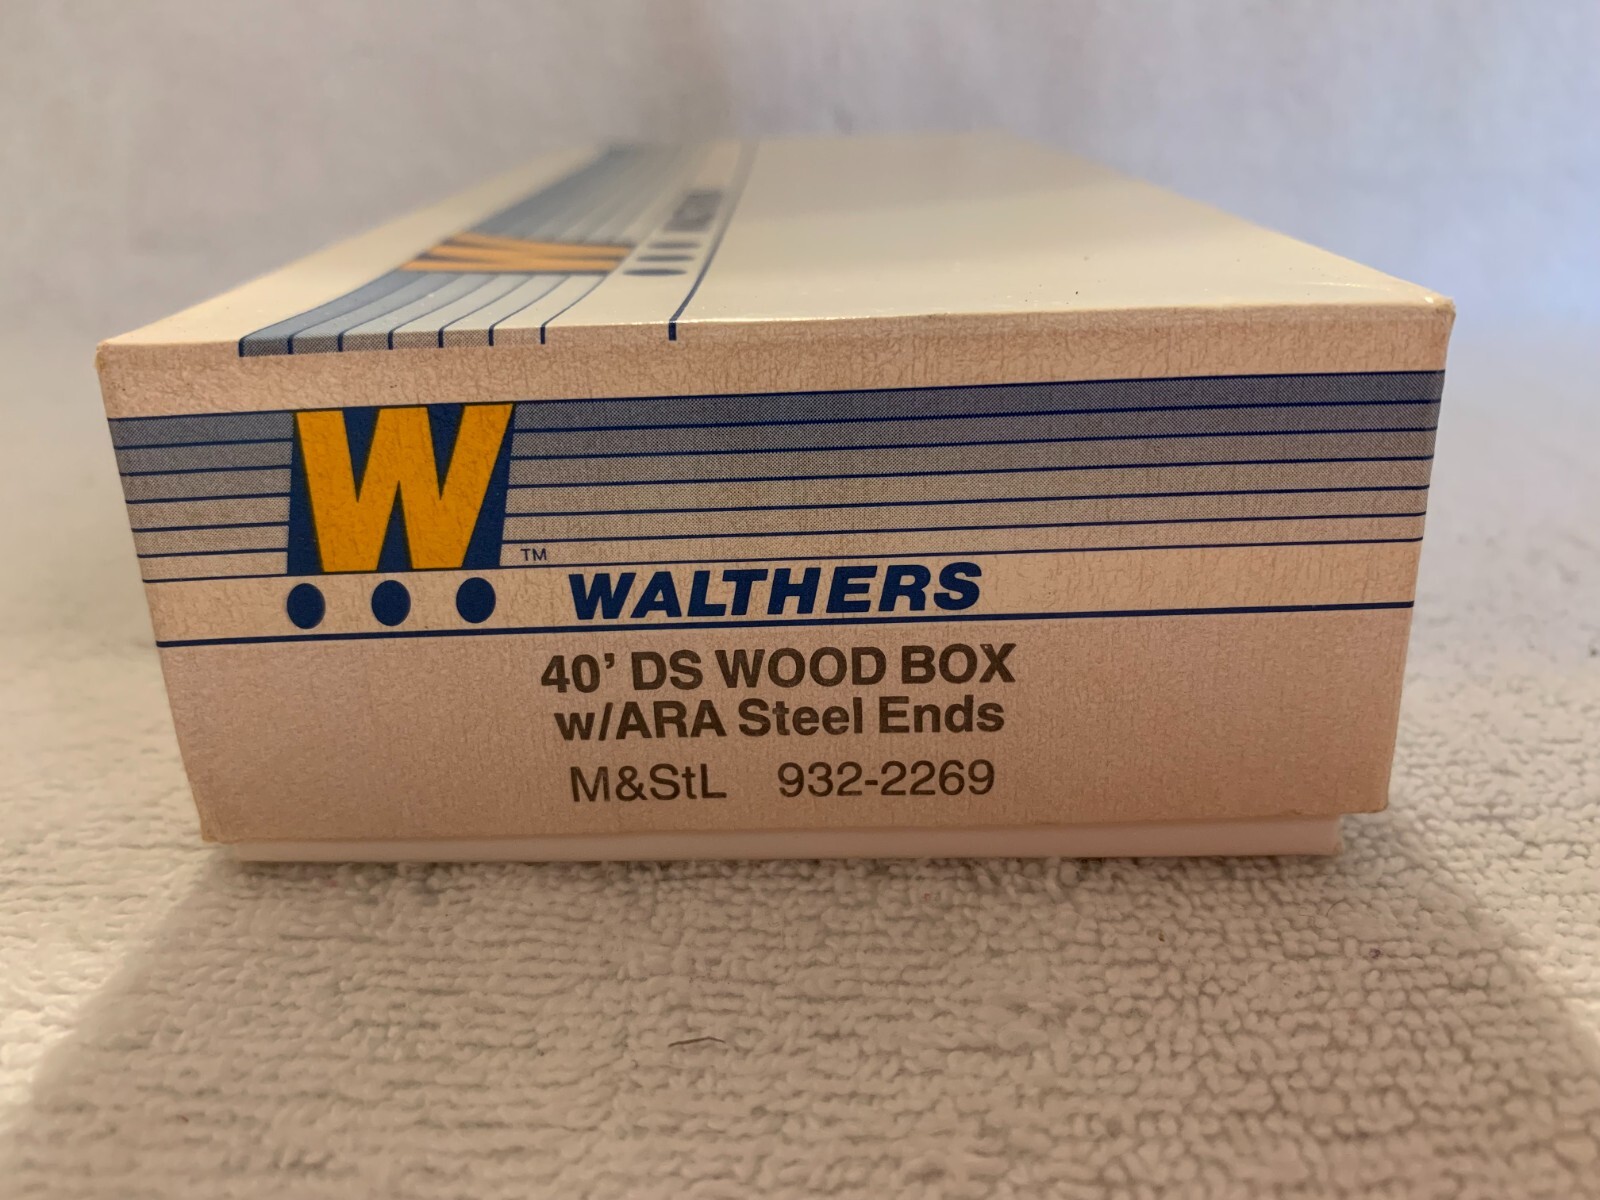 W
TM
WALTHERS
40' DS WOOD BOX
w/ARA Steel Ends
M&StL 932-2269